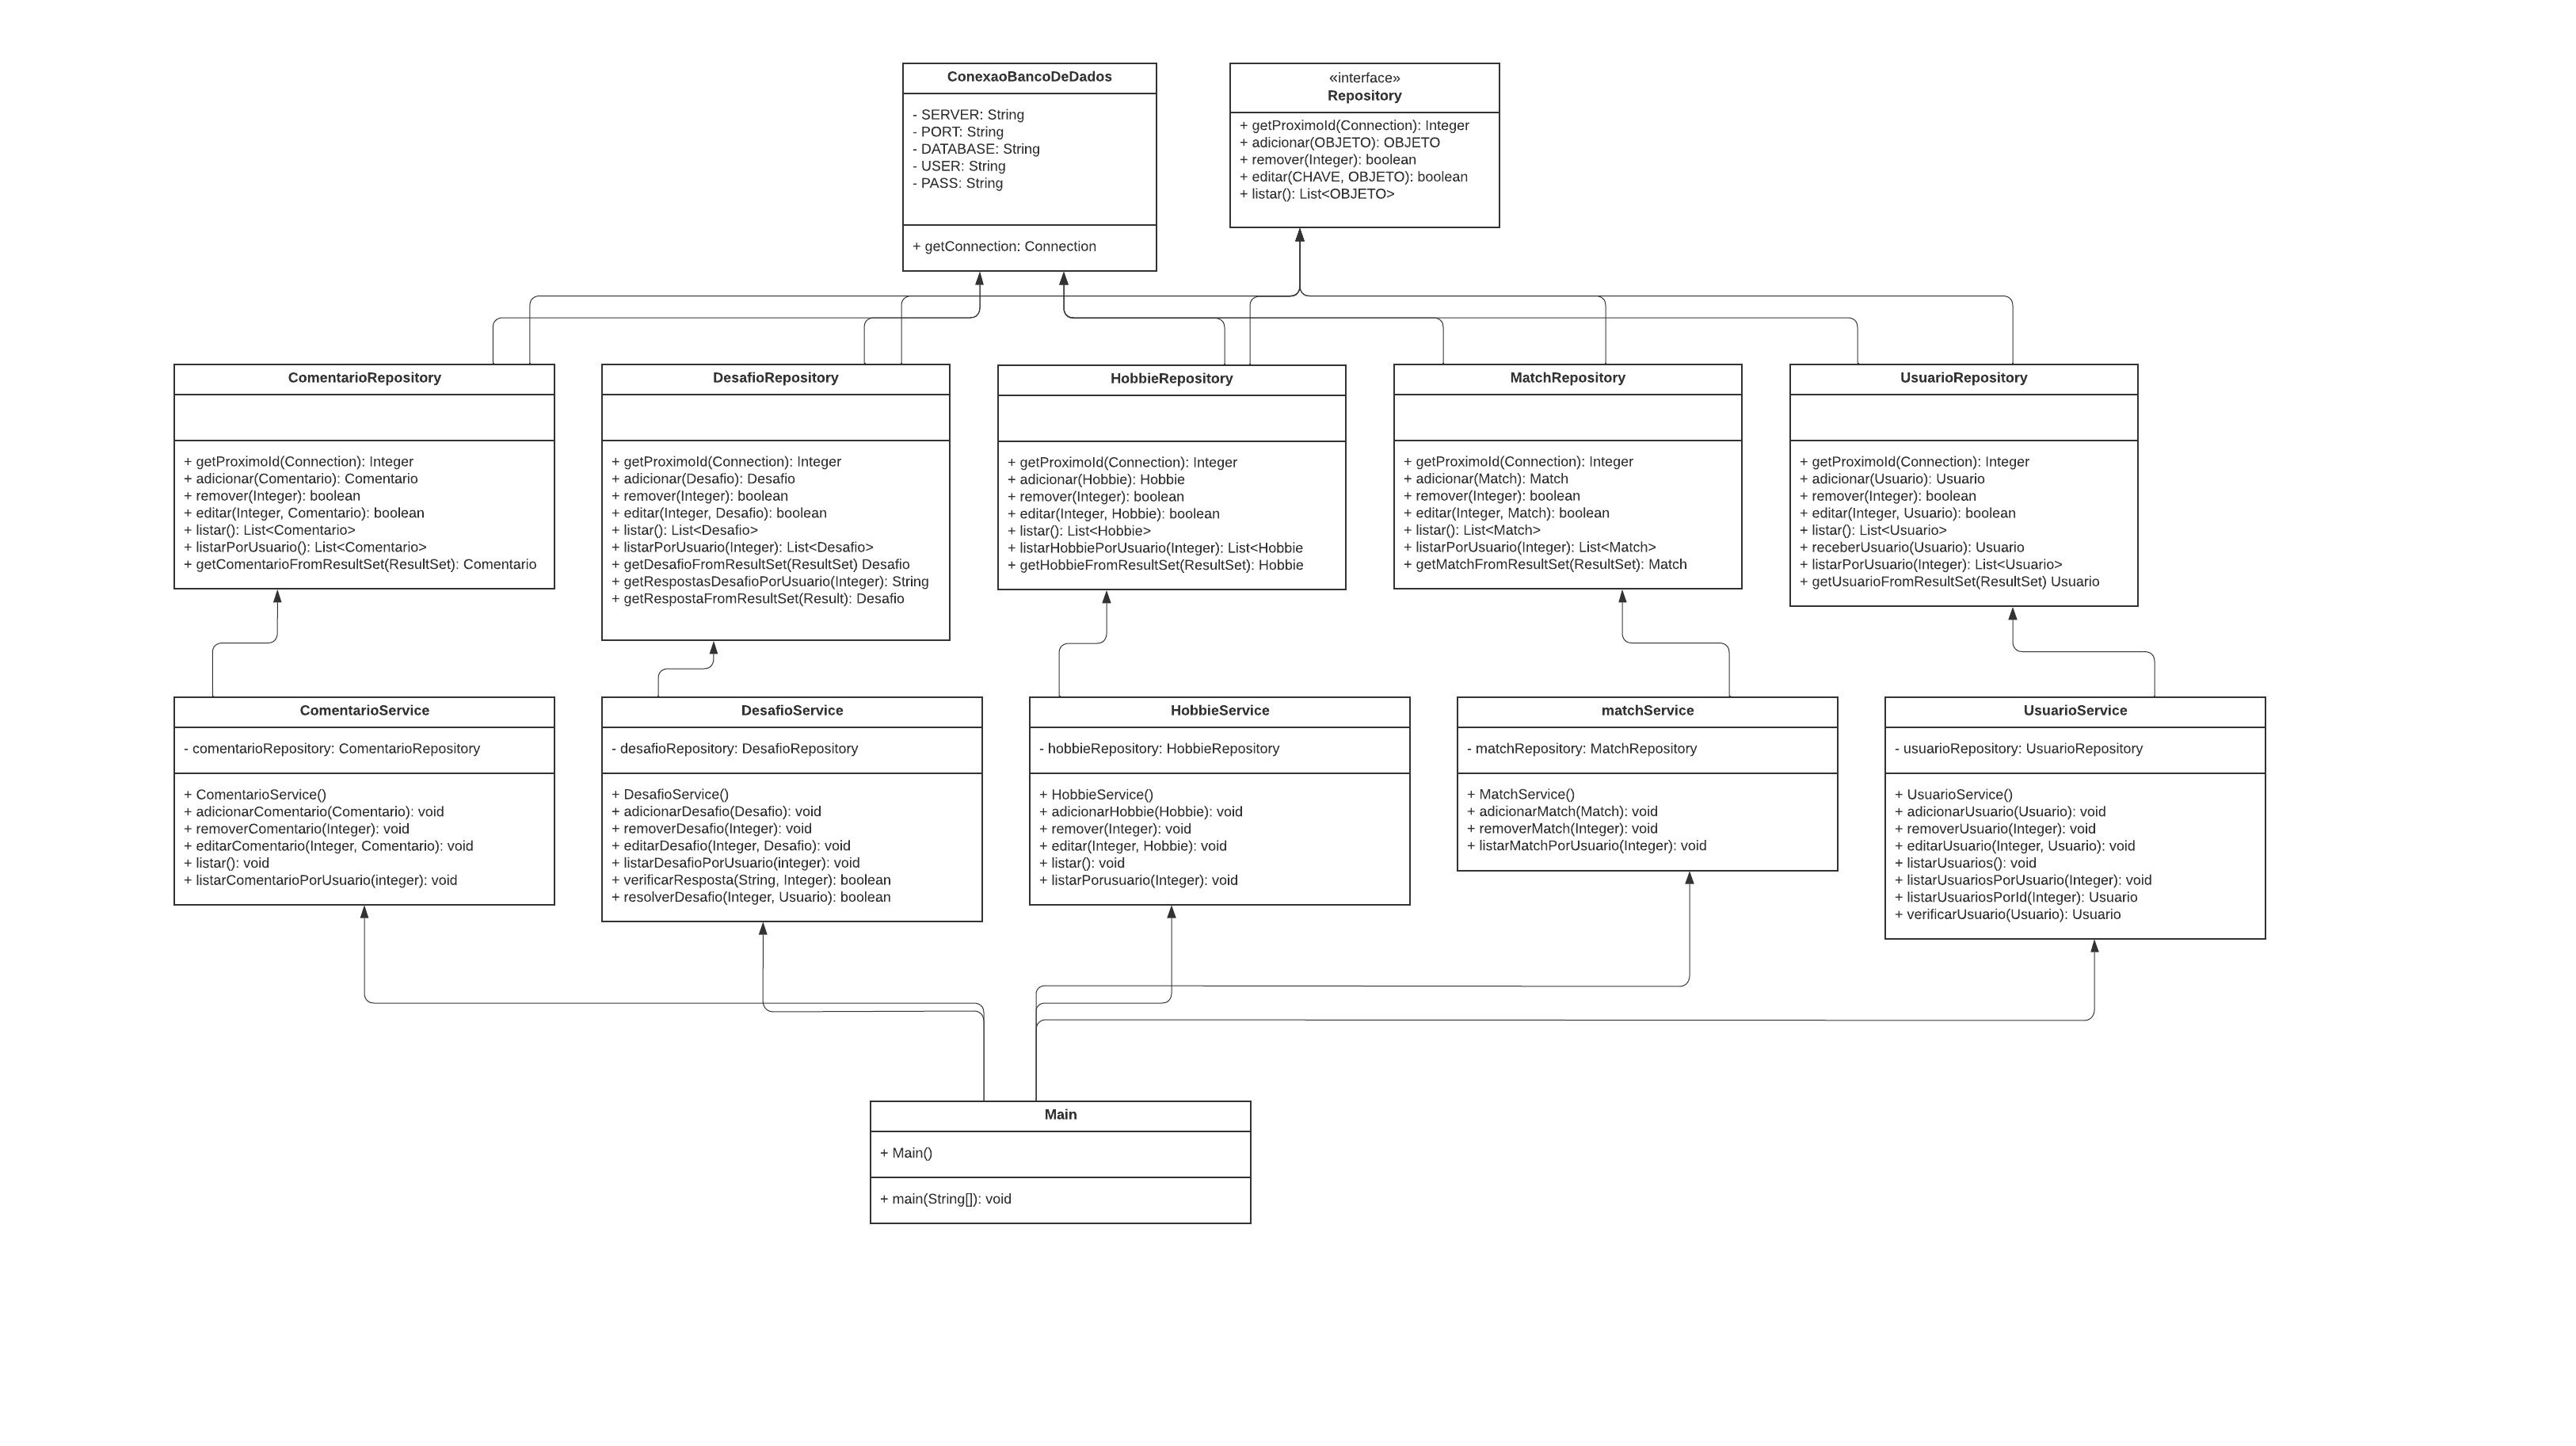 ConexaoBancoDeDados
- SERVER: String
- PORT: String
- DATABASE: String
- USER: String
- PASS: String
+ getConnection: Connection
«interface»
Repository
+ getProximoId(Connection): Integer
+ adicionar(OBJETO): OBJETO
+ remover(Integer): boolean
+ editar(CHAVE, OBJETO): boolean
+ listar(): List<OBJETO>
ComentarioRepository
+ getProximoId(Connection): Integer
+ adicionar(Comentario): Comentario
+ remover(Integer): boolean
+ editar(Integer, Comentario): boolean
+ listar(): List<Comentario>
+ listarPorUsuario(): List<Comentario>
+ getComentarioFromResultSet(ResultSet): Comentario
DesafioRepository
+ getProximoId(Connection): Integer
+ adicionar(Desafio): Desafio
+ remover(Integer): boolean
+ editar(Integer, Desafio): boolean
+ listar(): List<Desafio>
+ listarPorUsuario(Integer): List<Desafio>
+ getDesafioFromResultSet(ResultSet) Desafio
+ getRespostasDesafioPorUsuario(Integer): String
+ getRespostaFromResultSet(Result): Desafio
HobbieRepository
+ getProximoId(Connection): Integer
+ adicionar(Hobbie): Hobbie
+ remover(Integer): boolean
+ editar(Integer, Hobbie): boolean
+ listar(): List<Hobbie>
+ listarHobbiePorUsuario(Integer): List<Hobbie
+ getHobbieFromResultSet(ResultSet): Hobbie
MatchRepository
+ getProximoId(Connection): Integer
+ adicionar(Match): Match
+ remover(Integer): boolean
+ editar(Integer, Match): boolean
+ listar(): List<Match>
+ listarPorUsuario(Integer): List<Match>
+ getMatchFromResultSet(ResultSet): Match
UsuarioRepository
+ getProximoId(Connection): Integer
+ adicionar(Usuario): Usuario
+ remover(Integer): boolean
+ editar(Integer, Usuario): boolean
+ listar(): List<Usuario>
+ receberUsuario(Usuario): Usuario
+ listarPorUsuario(Integer): List<Usuario>
+ getUsuarioFromResultSet(ResultSet) Usuario
ComentarioService
- comentarioRepository: ComentarioRepository
+ ComentarioService()
+ adicionarComentario(Comentario): void
+ removerComentario(Integer): void
+ editarComentario(Integer, Comentario): void
+ listar(): void
+ listarComentarioPorUsuario(integer): void
DesafioService
- desafioRepository: DesafioRepository
+ DesafioService()
+ adicionarDesafio(Desafio): void
+ removerDesafio(Integer): void
+ editarDesafio(Integer, Desafio): void
+ listarDesafioPorUsuario(integer): void
+ verificarResposta(String, Integer): boolean
+ resolverDesafio(Integer, Usuario): boolean
HobbieService
- hobbieRepository: HobbieRepository
+ HobbieService()
+ adicionarHobbie(Hobbie): void
+ remover(Integer): void
+ editar(Integer, Hobbie): void
+ listar(): void
+ listarPorusuario(Integer): void
matchService
- matchRepository: MatchRepository
+ MatchService()
+ adicionarMatch(Match): void
+ removerMatch(Integer): void
+ listarMatchPorUsuario(Integer): void
UsuarioService
- usuarioRepository: UsuarioRepository
+ UsuarioService()
+ adicionarUsuario(Usuario): void
+ removerUsuario(Integer): void
+ editarUsuario(Integer, Usuario): void
+ listarUsuarios(): void
+ listarUsuariosPorUsuario(Integer): void
+ listarUsuariosPorId(Integer): Usuario
+ verificarUsuario(Usuario): Usuario
Main
+ Main()
+ main(String[]): void